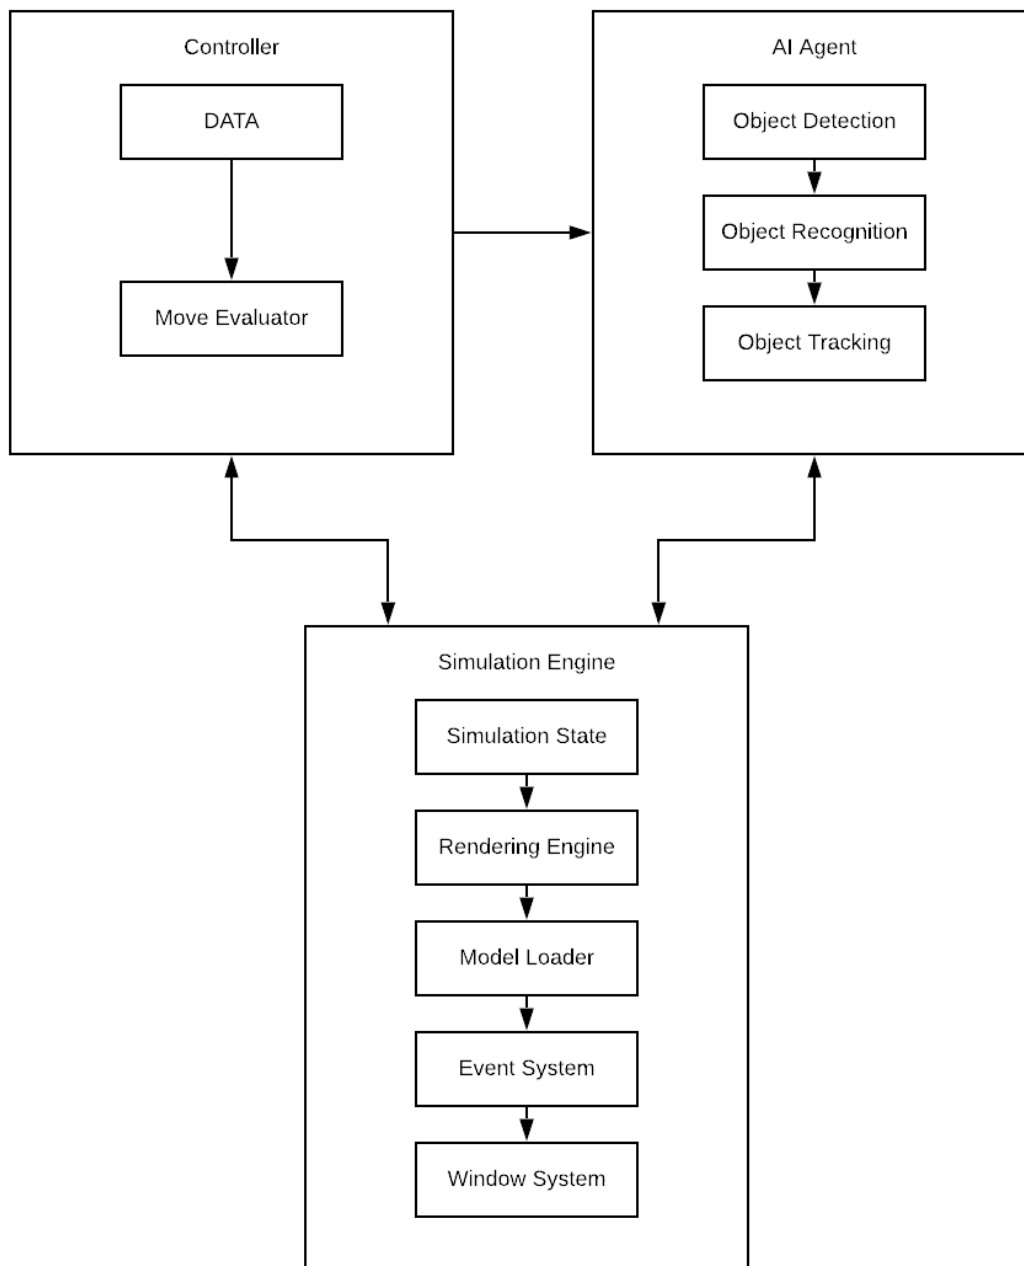 Controller
DATA
Move Evaluator
AI Agent
Object Detection
Object Recognition
Object Tracking
Simulation Engine
Simulation State
Rendering Engine
Model Loader
Event System
Window System